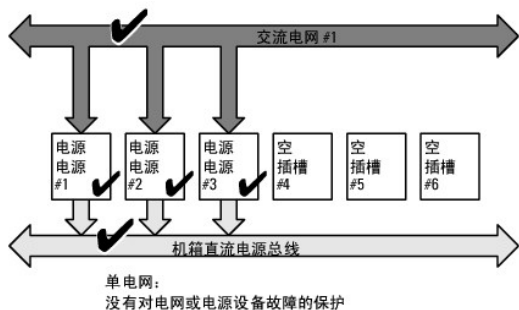 交流电网 #1
电源 电源 #1
电源 电源 #2
电源 电源 #3
空 插槽 #4
空 插槽 #5
空 插槽 #6
机箱直流电源总线
单电网：
没有对电网或电源设备故障的保护